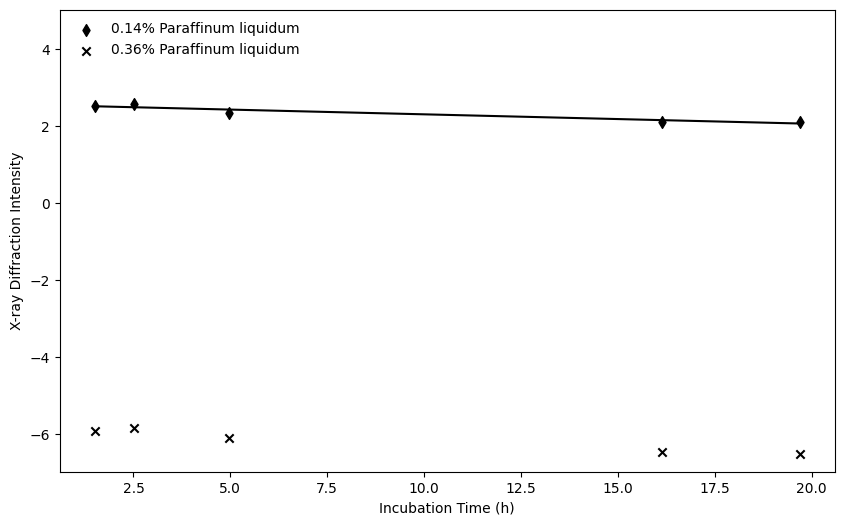 0.14% Paraffinum liquidum
0.36% Paraffinum liquidum
X-ray Diffraction Intensity
4
2
0
−2
−4
−6
2.5 5.0 7.5 10.0 12.5 15.0 17.5 20.0
Incubation Time (h)